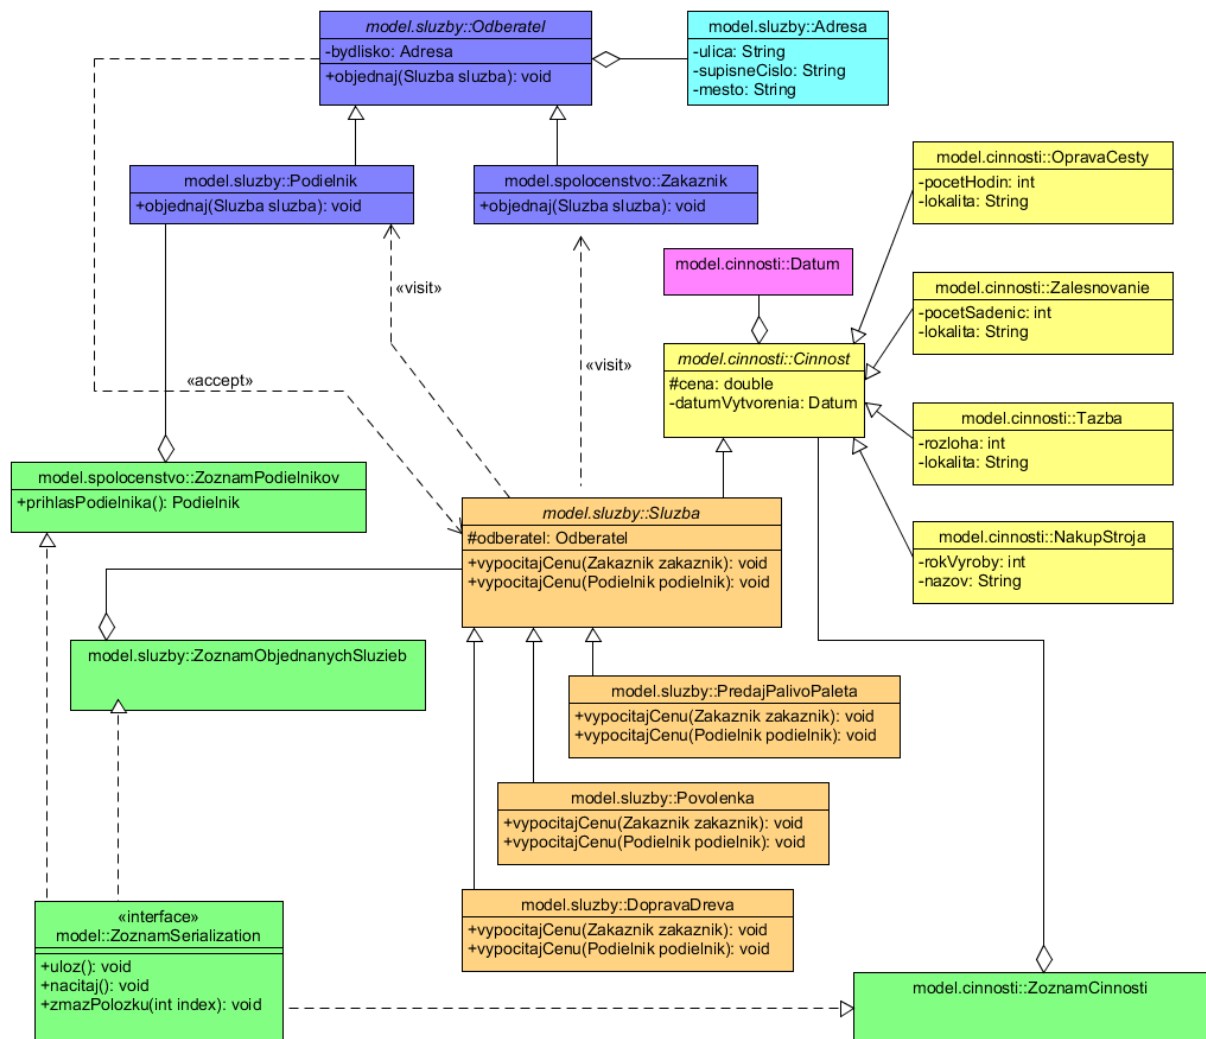 model.sluzby::Odberatel
-bydlisko: Adresa
+objednaj(Sluzba sluzba): void
model.sluzby::Adresa
-ulica: String
-supisneCislo: String
-mesto: String
model.sluzby::Podielnik
+objednaj(Sluzba sluzba): void
model.spolocenstvo::Zakaznik
+objednaj(Sluzba sluzba): void
model.cinnosti::OpravaCesty
-pocetHodin: int
-lokalita: String
model.cinnosti::Datum
«visit»
model.cinnosti::Zalesnovanie
-pocetSadenic: int
-lokalita: String
«visit»
«accept»
model.cinnosti::Cinnost
#cena: double
-datumVytvorenia: Datum
model.cinnosti::Tazba
-rozloha: int
-lokalita: String
model.spolocenstvo::ZoznamPodielnikov
+prihlasPodielnika(): Podielnik
model.sluzby::Sluzba
#odberatel: Odberatel
+vypocitajCenu(Zakaznik zakaznik): void
+vypocitajCenu(Podielnik podielnik): void
model.cinnosti::NakupStroja
-rokVyroby: int
-nazov: String
model.sluzby::ZoznamObjednanychSluzieb
model.sluzby::PredajPalivoPaleta
+vypocitajCenu(Zakaznik zakaznik): void
+vypocitajCenu(Podielnik podielnik): void
model.sluzby::Povolenka
+vypocitajCenu(Zakaznik zakaznik): void
+vypocitajCenu(Podielnik podielnik): void
model.sluzby::DopravaDreva
+vypocitajCenu(Zakaznik zakaznik): void
+vypocitajCenu(Podielnik podielnik): void
«interface»
model::ZoznamSerialization
+uloz(): void
+nacitaj(): void
+zmazPolozku(int index): void
model.cinnosti::ZoznamCinnosti